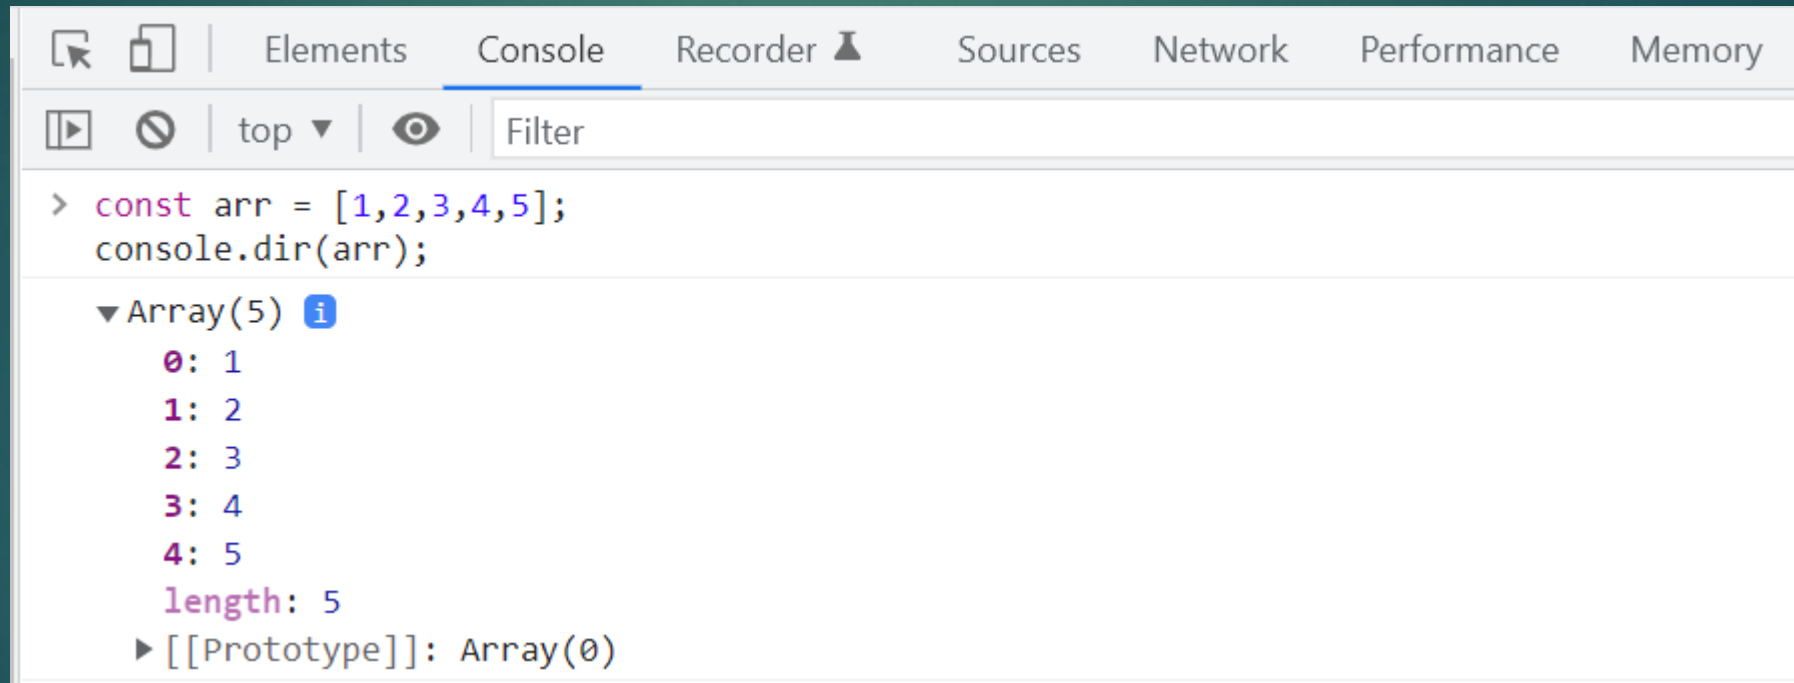 Elements Console Recorder Sources Network Performance Memory
top Filter
> const arr = [1,2,3,4,5];
console.dir(arr);
Array(5) i
0: 1
1: 2
2: 3
3: 4
4: 5
length: 5
[[Prototype]]: Array(0)